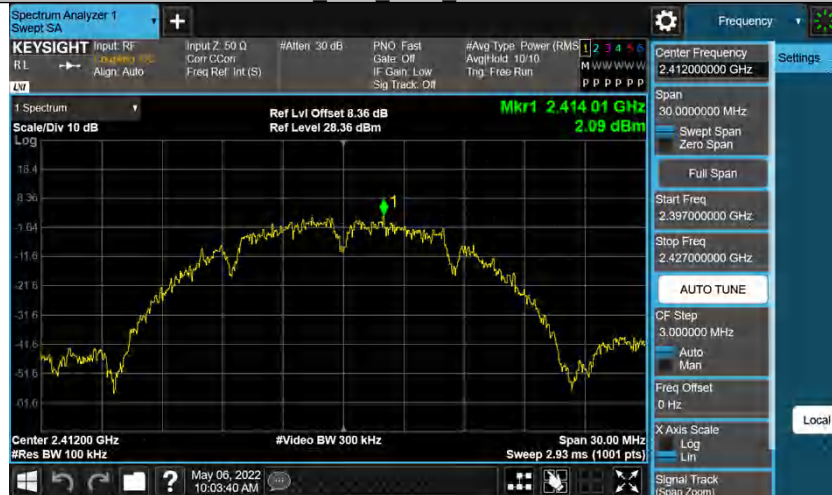 Spectrum Analyzer 1
Swept SA
Frequency
KEYSIGHT
RL
LXI
Input: RF
Align: Auto
Input Z: 50 Ω
Corr CCorr
Freq Ref: Int (S)
#Atten: 30 dB
PNO: Fast
Gate: Off
IF Gain: Low
Sig Track: Off
#Avg Type: Power (RMS
Avg|Hold: 10/10
Trig: Free Run
1 2 3 4 5 6
M W W W W W
P P P P P P
1 Spectrum
Scale/Div 10 dB
Log
Ref Lvl Offset 8.36 dB
Ref Level 28.36 dBm
Mkr1 2.414 01 GHz
2.09 dBm
18.4
8.36
-1.64
-11.6
-21.6
-31.6
-41.6
-51.6
-61.6
1
Center 2.41200 GHz
#Res BW 100 kHz
#Video BW 300 kHz
Span 30.00 MHz
Sweep 2.93 ms (1001 pts)
May 06, 2022
10:03:40 AM
?
Center Frequency
2.412000000 GHz
Settings
Span
30.0000000 MHz
Swept Span
Zero Span
Full Span
Start Freq
2.397000000 GHz
Stop Freq
2.427000000 GHz
AUTO TUNE
CF Step
3.000000 MHz
Auto
Man
Freq Offset
0 Hz
X Axis Scale
Log
Lin
Local
Signal Track
(Span Zoom)